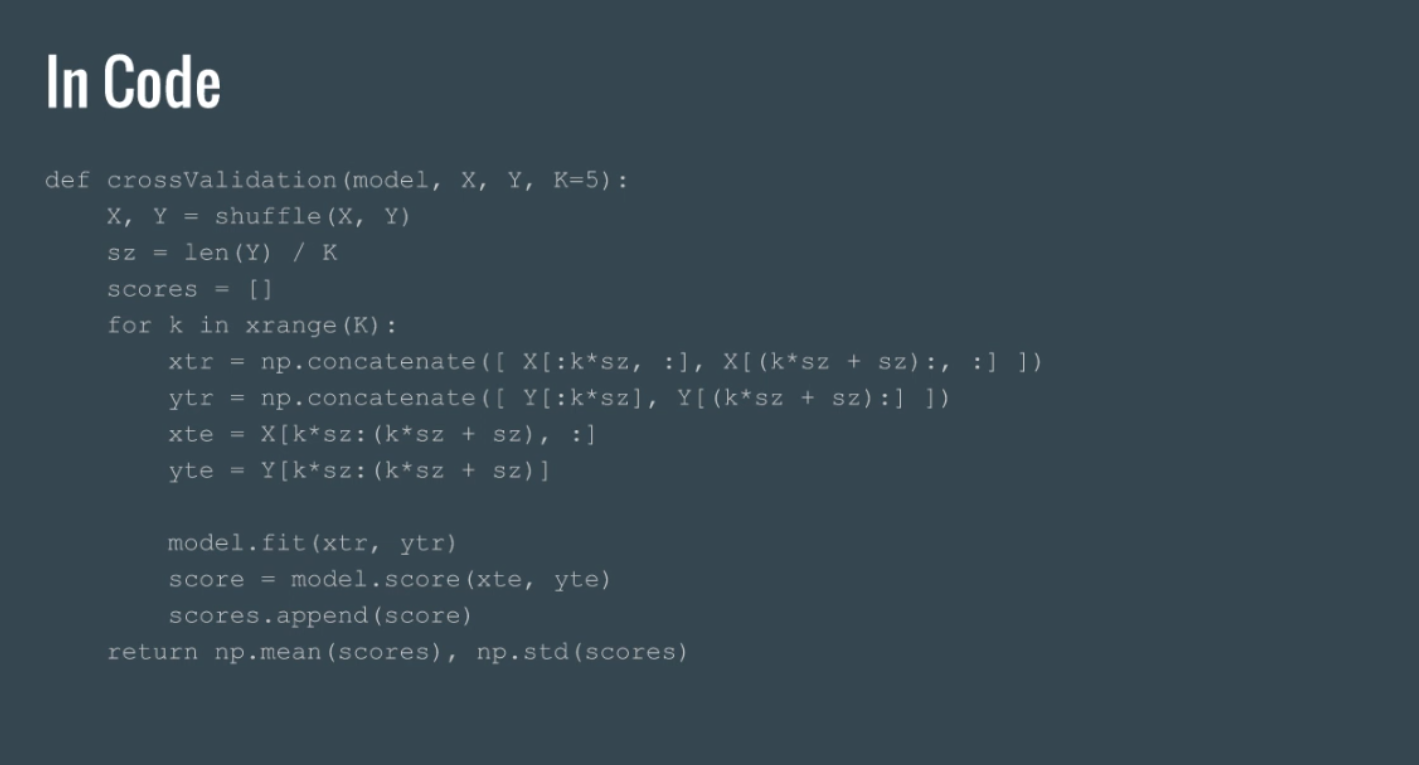 In Code
def crossValidation(model, X, Y, K=5):
    X, Y = shuffle(X, Y)
    sz = len(Y) / K
    scores = []
    for k in xrange(K):
        xtr = np.concatenate([ X[:k*sz, :], X[(k*sz + sz):, :] ])
        ytr = np.concatenate([ Y[:k*sz], Y[(k*sz + sz):] ])
        xte = X[k*sz:(k*sz + sz), :]
        yte = Y[k*sz:(k*sz + sz)]
        model.fit(xtr, ytr)
        score = model.score(xte, yte)
        scores.append(score)
    return np.mean(scores), np.std(scores)